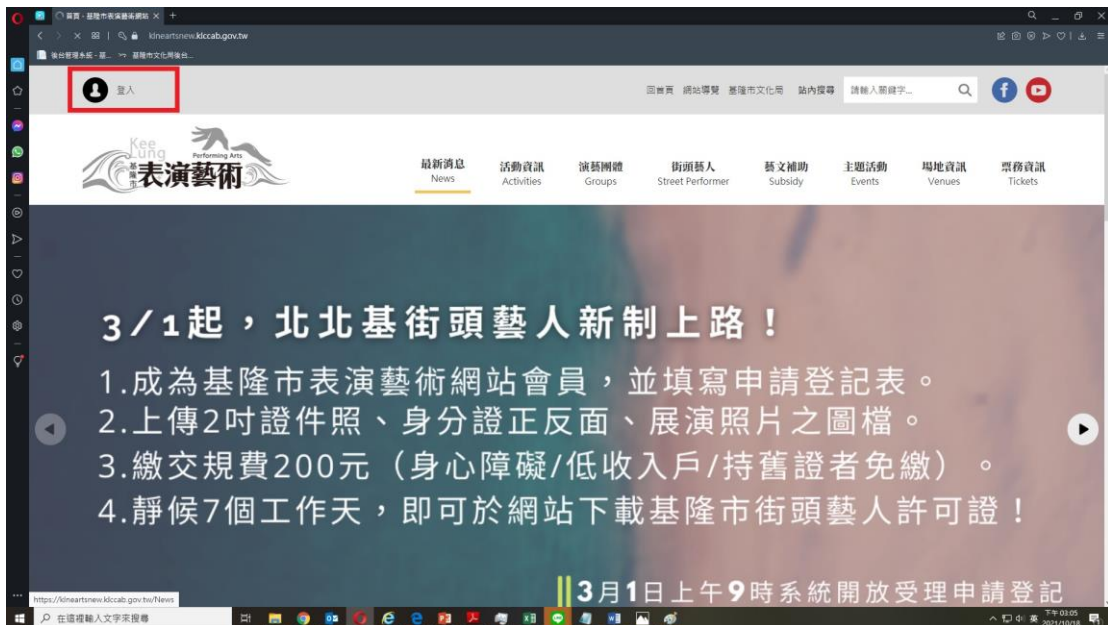 首頁 - 基隆市表演藝術網站
klneartsnew.klccab.gov.tw
後台管理系統 - 基...
基隆市文化局後台...
登入
回首頁 網站導覽 基隆市文化局 站內搜尋 請輸入關鍵字...
Kee
Lung
Performing Arts
基隆市
表演藝術
最新消息 活動資訊 演藝團體 街頭藝人 藝文補助 主題活動 場地資訊 票務資訊
News Activities Groups Street Performer Subsidy Events Venues Tickets
3/1起，北北基街頭藝人新制上路！
1.成為基隆市表演藝術網站會員，並填寫申請登記表。
2.上傳2吋證件照、身分證正反面、展演照片之圖檔。
3.繳交規費200元（身心障礙/低收入戶/持舊證者免繳）。
4.靜候7個工作天，即可於網站下載基隆市街頭藝人許可證！
3月1日上午9時系統開放受理申請登記
https://klneartsnew.klccab.gov.tw/News
在這裡輸入文字來搜尋
英
下午 03:05
2021/10/18